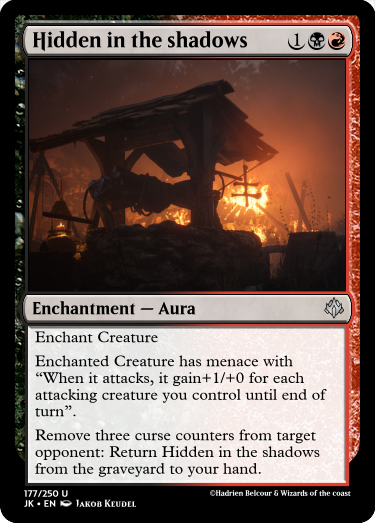 Hidden in the shadows 1
Enchantment — Aura
Enchant Creature
Enchanted Creature has menace with
“When it attacks, it gain+1/+0 for each
attacking creature you control until end of
turn”.
Remove three curse counters from target
opponent: Return Hidden in the shadows
from the graveyard to your hand.
177/250 U
©Hadrien Belcour & Wizards of the coast
JK • EN Jakob Keudel